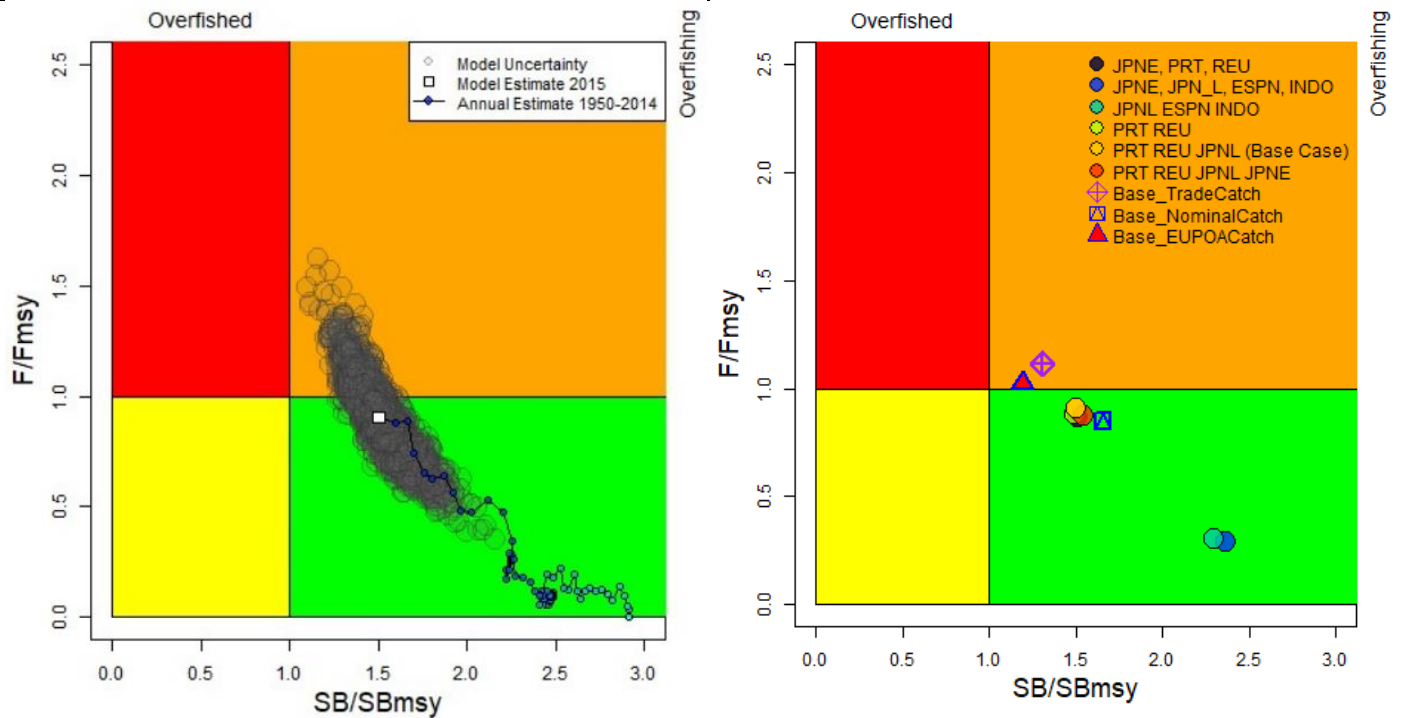 Overfished
Overfishing
Model Uncertainty
Model Estimate 2015
Annual Estimate 1950-2014
F/Fmsy
2.5
2.0
1.5
1.0
0.5
0.0
0.0 0.5 1.0 1.5 2.0 2.5 3.0
SB/SBmsy
Overfished
Overfishing
JPNE, PRT, REU
JPNE, JPN_L, ESPN, INDO
JPNL ESPN INDO
PRT REU
PRT REU JPNL (Base Case)
PRT REU JPNL JPNE
Base_TradeCatch
Base_NominalCatch
Base_EUPOACatch
F/Fmsy
2.5
2.0
1.5
1.0
0.5
0.0
0.0 0.5 1.0 1.5 2.0 2.5 3.0
SB/SBmsy